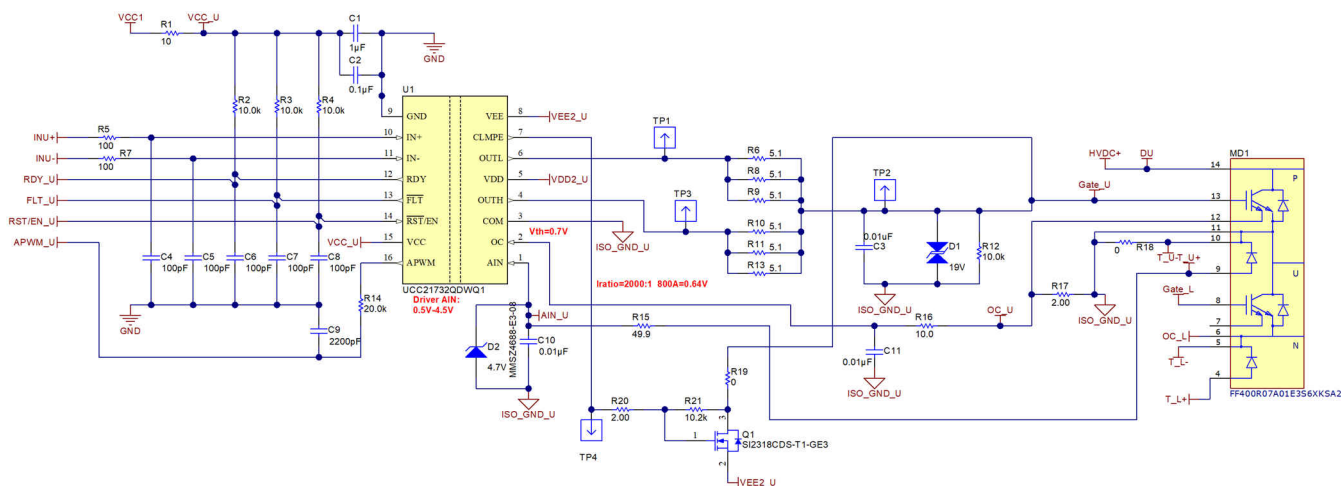 VCC1
R1
10
VCC_U
C1
1µF
C2
0.1µF
GND
R2
10.0k
R3
10.0k
R4
10.0k
U1
9
GND
10
IN+
11
IN-
12
RDY
13
FLT
14
RST/EN
15
VCC
16
APWM
VEE
8
CLMPE
7
OUTL
6
VDD
5
OUTH
4
COM
3
OC
2
AIN
1
UCC21732QDWQ1
Driver AIN:
0.5V-4.5V
INU+
R5
100
INU-
R7
100
RDY_U
FLT_U
RST/EN_U
APWM_U
VCC_U
C4
100pF
C5
100pF
C6
100pF
C7
100pF
C8
100pF
GND
C9
2200pF
R14
20.0k
VEE2_U
VDD2_U
ISO_GND_U
Vth=0.7V
Iratio=2000:1 800A=0.64V
TP1
TP3
TP2
R6
5.1
R8
5.1
R9
5.1
R10
5.1
R11
5.1
R13
5.1
C3
0.01uF
D1
19V
R12
10.0k
ISO_GND_U
AIN_U
D2
4.7V
MMSZ4688-E3-08
C10
0.01µF
ISO_GND_U
R15
49.9
C11
0.01µF
ISO_GND_U
R16
10.0
OC_U
R17
2.00
ISO_GND_U
R18
0
R19
0
R20
2.00
R21
10.2k
TP4
Q1
SI2318CDS-T1-GE3
1
2
3
VEE2_U
HVDC+
DU
Gate_U
T_U-
T_U+
Gate_L
OC_L
T_L-
T_L+
MD1
14
13
12
11
10
9
8
7
6
5
4
P
U
N
FF400R07A01E3S6XKSA2